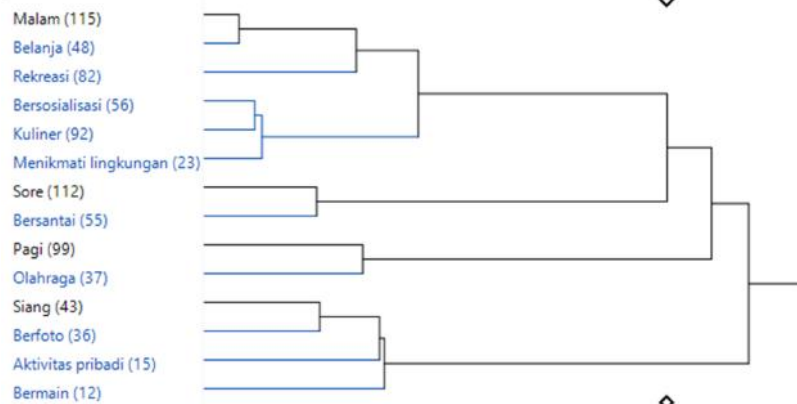 Malam (115)
Belanja (48)
Rekreasi (82)
Bersosialisasi (56)
Kuliner (92)
Menikmati lingkungan (23)
Sore (112)
Bersantai (55)
Pagi (99)
Olahraga (37)
Siang (43)
Berfoto (36)
Aktivitas pribadi (15)
Bermain (12)